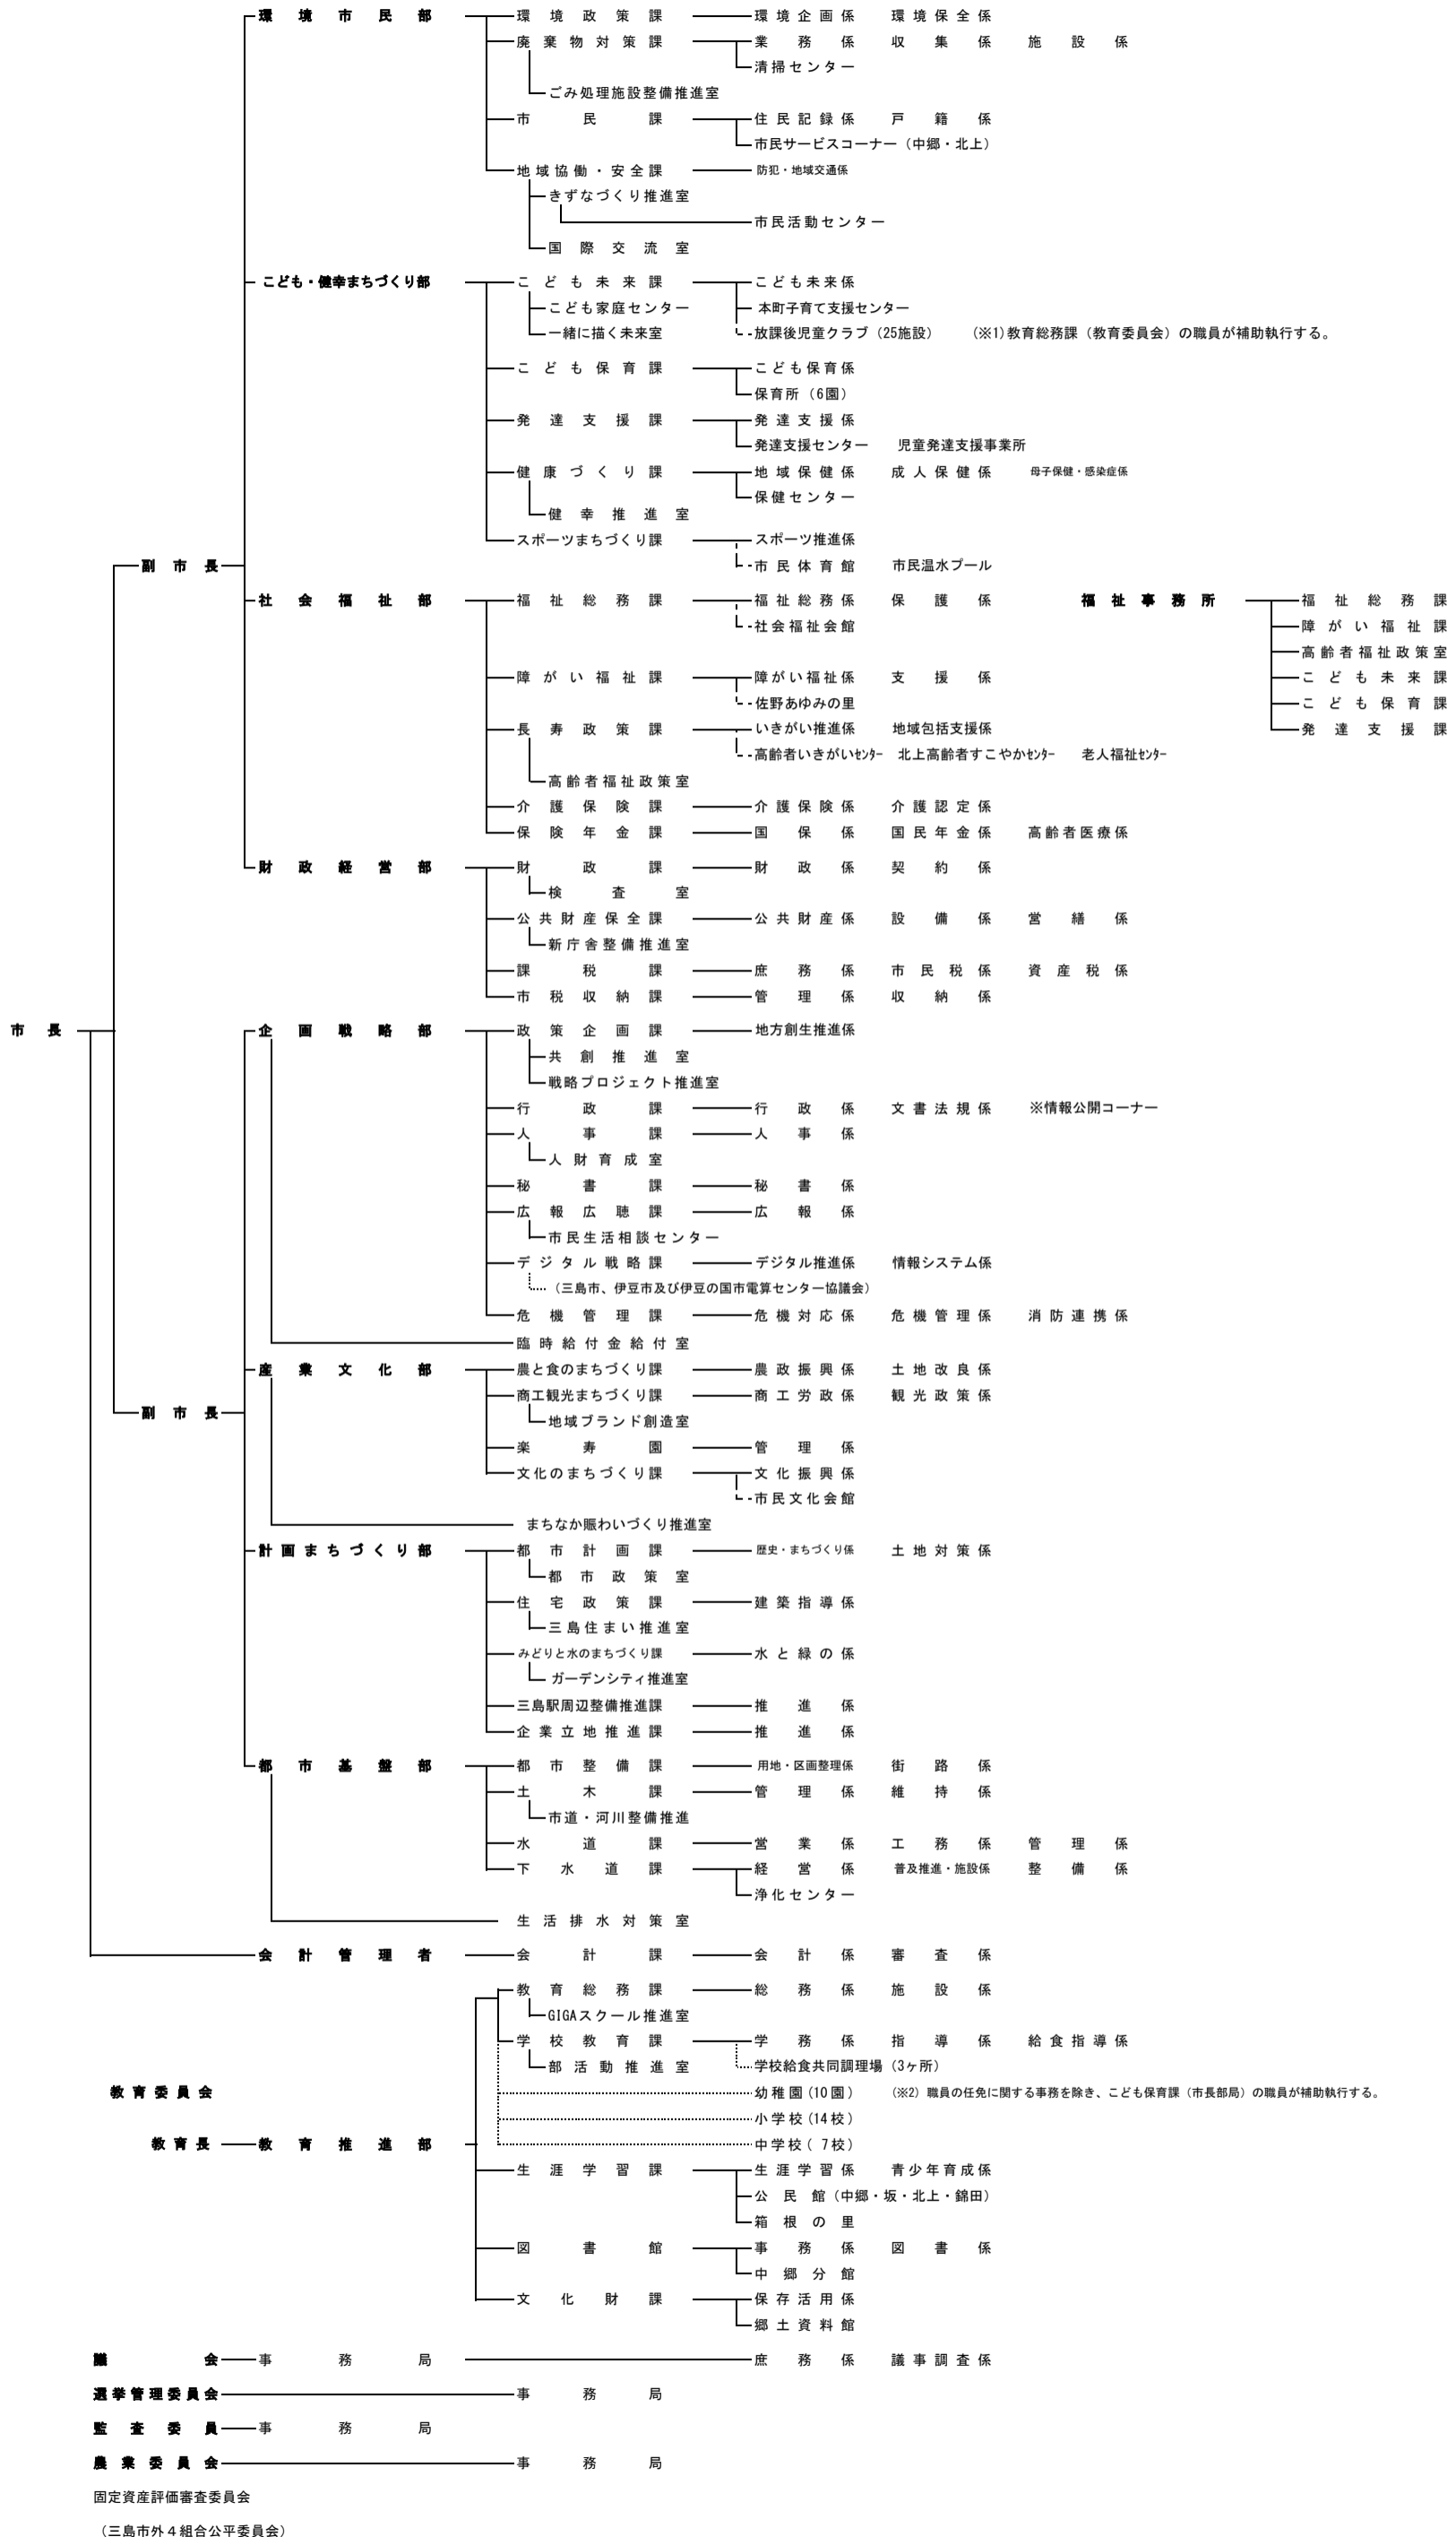 環境市民部 環境政策課 環境企画係 環境保全係
廃棄物対策課 業務係 収集係 施設係
清掃センター
ごみ処理施設整備推進室
市民課 住民記録係 戸籍係
市民サービスコーナー（中郷・北上）
地域協働・安全課 防犯・地域交通係
きずなづくり推進室
市民活動センター
国際交流室
こども・健幸まちづくり部 こども未来課 こども未来係
こども家庭センター 本町子育て支援センター
一緒に描く未来室 放課後児童クラブ（25施設） （※1)教育総務課（教育委員会）の職員が補助執行する。
こども保育課 こども保育係
保育所（6園）
発達支援課 発達支援係
発達支援センター 児童発達支援事業所
健康づくり課 地域保健係 成人保健係 母子保健・感染症係
保健センター
健幸推進室
スポーツまちづくり課 スポーツ推進係
副市長 市民体育館 市民温水プール
社会福祉部 福祉総務課 福祉総務係 保護係 福祉事務所 福祉総務課
社会福祉会館 障がい福祉課
高齢者福祉政策室
障がい福祉課 障がい福祉係 支援係 こども未来課
佐野あゆみの里 こども保育課
長寿政策課 いきがい推進係 地域包括支援係 発達支援課
高齢者いきがいｾﾝﾀｰ 北上高齢者すこやかｾﾝﾀｰ 老人福祉ｾﾝﾀｰ
高齢者福祉政策室
介護保険課 介護保険係 介護認定係
保険年金課 国保係 国民年金係 高齢者医療係
財政経営部 財政課 財政係 契約係
検査室
公共財産保全課 公共財産係 設備係 営繕係
新庁舎整備推進室
課税課 庶務係 市民税係 資産税係
市税収納課 管理係 収納係
市長 企画戦略部 政策企画課 地方創生推進係
共創推進室
戦略プロジェクト推進室
行政課 行政係 文書法規係 ※情報公開コーナー
人事課 人事係
人財育成室
秘書課 秘書係
広報広聴課 広報係
市民生活相談センター
デジタル戦略課 デジタル推進係 情報システム係
（三島市、伊豆市及び伊豆の国市電算センター協議会）
危機管理課 危機対応係 危機管理係 消防連携係
臨時給付金給付室
産業文化部 農と食のまちづくり課 農政振興係 土地改良係
商工観光まちづくり課 商工労政係 観光政策係
副市長 地域ブランド創造室
楽寿園 管理係
文化のまちづくり課 文化振興係
市民文化会館
まちなか賑わいづくり推進室
計画まちづくり部 都市計画課 歴史・まちづくり係 土地対策係
都市政策室
住宅政策課 建築指導係
三島住まい推進室
みどりと水のまちづくり課 水と緑の係
ガーデンシティ推進室
三島駅周辺整備推進課 推進係
企業立地推進課 推進係
都市基盤部 都市整備課 用地・区画整理係 街路係
土木課 管理係 維持係
市道・河川整備推進
水道課 営業係 工務係 管理係
下水道課 経営係 普及推進・施設係 整備係
浄化センター
生活排水対策室
会計管理者 会計課 会計係 審査係
教育総務課 総務係 施設係
GIGAスクール推進室
学校教育課 学務係 指導係 給食指導係
部活動推進室 学校給食共同調理場（3ヶ所）
教育委員会 幼稚園(10園） （※2）職員の任免に関する事務を除き、こども保育課（市長部局）の職員が補助執行する。
小学校(14校）
教育長 教育推進部 中学校( 7校）
生涯学習課 生涯学習係 青少年育成係
公民館（中郷・坂・北上・錦田）
箱根の里
図書館 事務係 図書係
中郷分館
文化財課 保存活用係
郷土資料館
議会 事務局 庶務係 議事調査係
選挙管理委員会 事務局
監査委員 事務局
農業委員会 事務局
固定資産評価審査委員会
（三島市外４組合公平委員会）